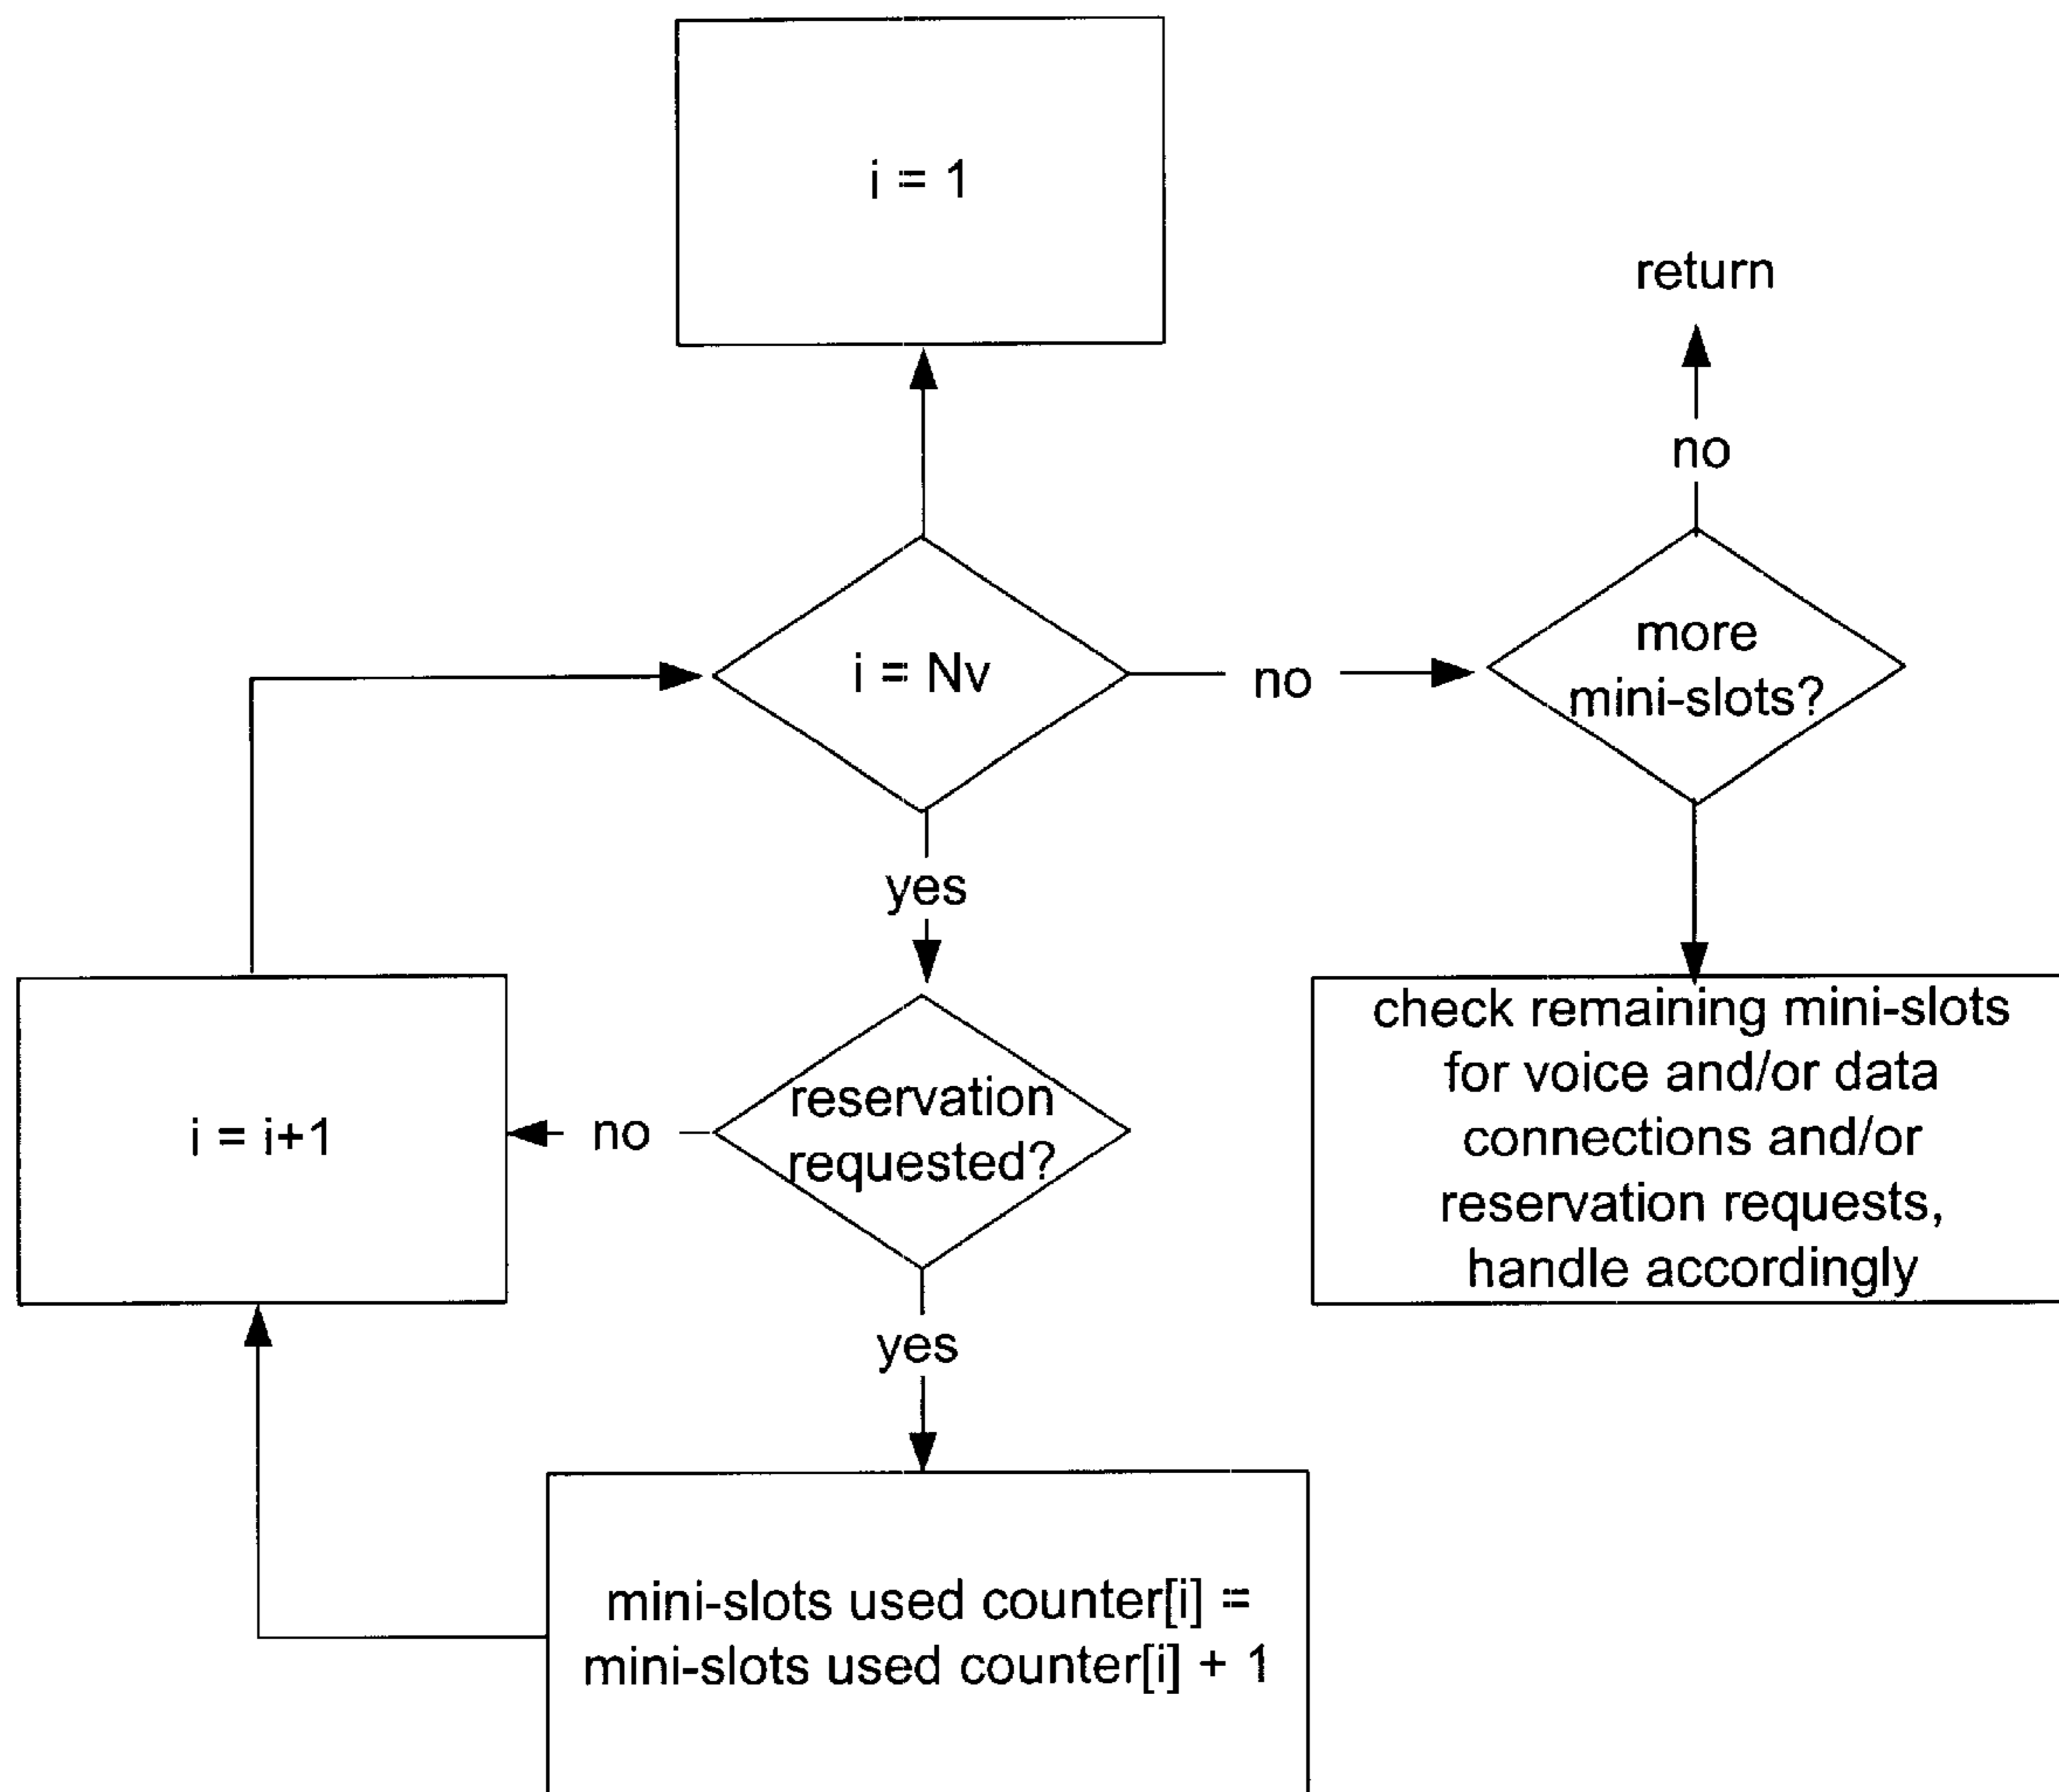 i = 1
return
no
i = Nv
no
more
mini-slots?
yes
i = i+1
no
reservation
requested?
check remaining mini-slots
for voice and/or data
connections and/or
reservation requests,
handle accordingly
yes
mini-slots used counter[i] =
mini-slots used counter[i] + 1